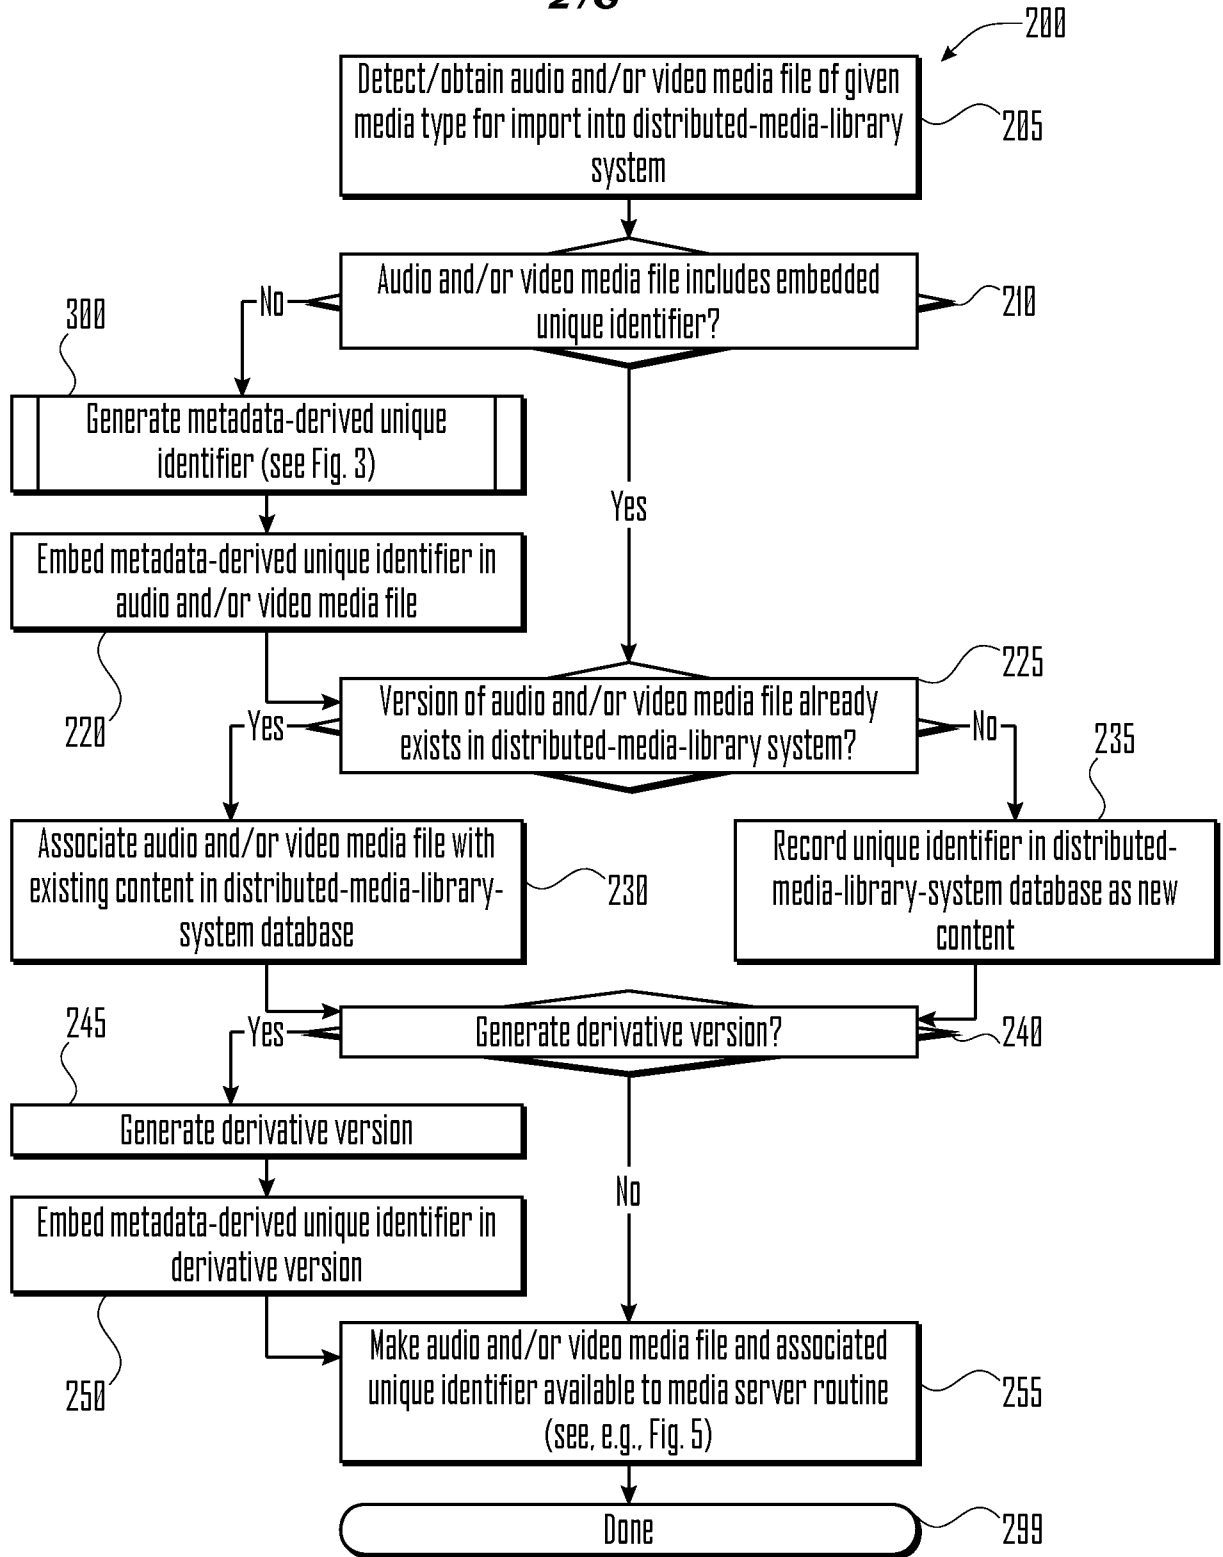 2/8
200
Detect/obtain audio and/or video media file of given
media type for import into distributed-media-library
system
205
Audio and/or video media file includes embedded
unique identifier?
210
No
300
Generate metadata-derived unique
identifier (see Fig. 3)
Yes
Embed metadata-derived unique identifier in
audio and/or video media file
220
225
Version of audio and/or video media file already
exists in distributed-media-library system?
Yes
No
235
Associate audio and/or video media file with
existing content in distributed-media-library-
system database
230
Record unique identifier in distributed-
media-library-system database as new
content
245
Yes
Generate derivative version?
240
Generate derivative version
No
Embed metadata-derived unique identifier in
derivative version
250
Make audio and/or video media file and associated
unique identifier available to media server routine
(see, e.g., Fig. 5)
255
Done
299